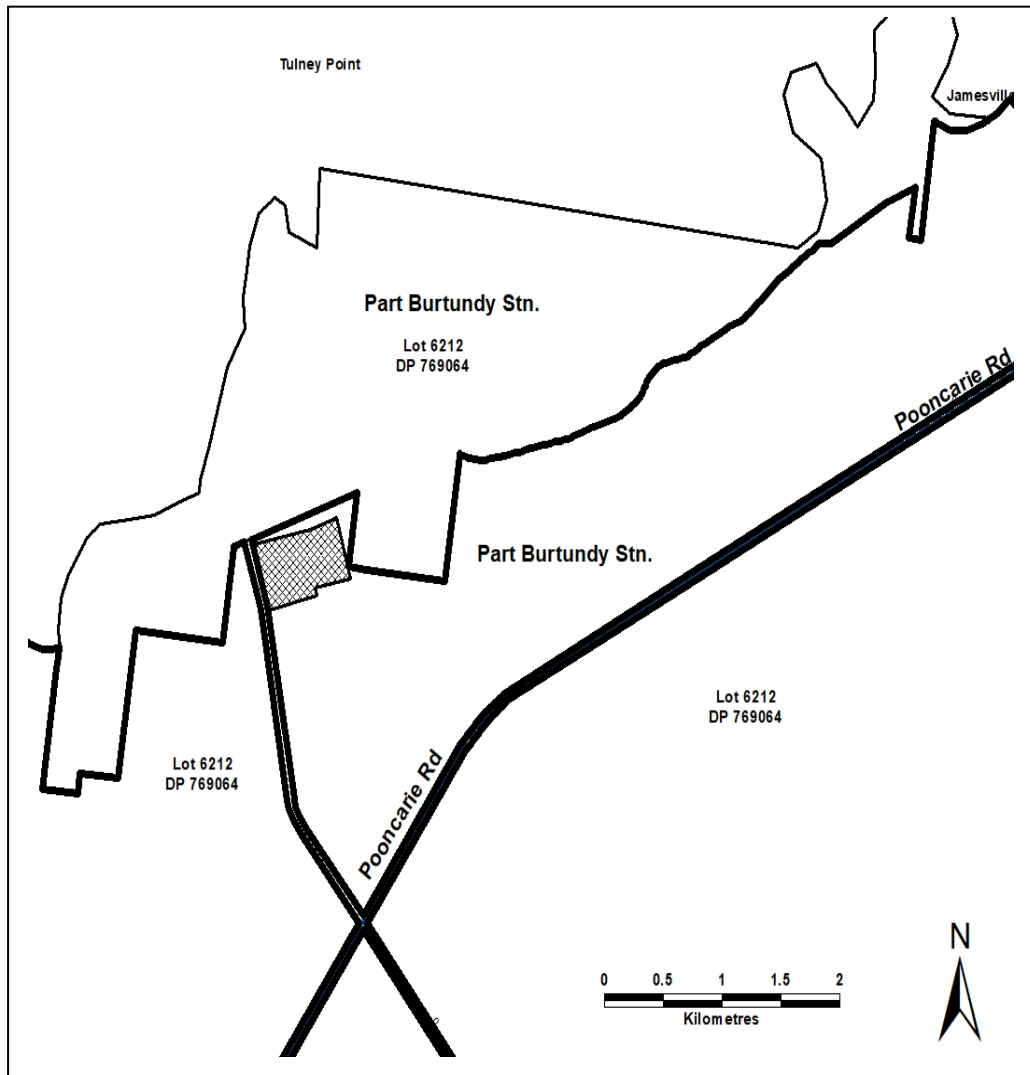 Tulney Point
Jamesville
Part Burtundy Stn.
Lot 6212
DP 769064
Pooncarie Rd
Part Burtundy Stn.
Lot 6212
DP 769064
Lot 6212
DP 769064
Pooncarie Rd
N
0 0.5 1 1.5 2
Kilometres